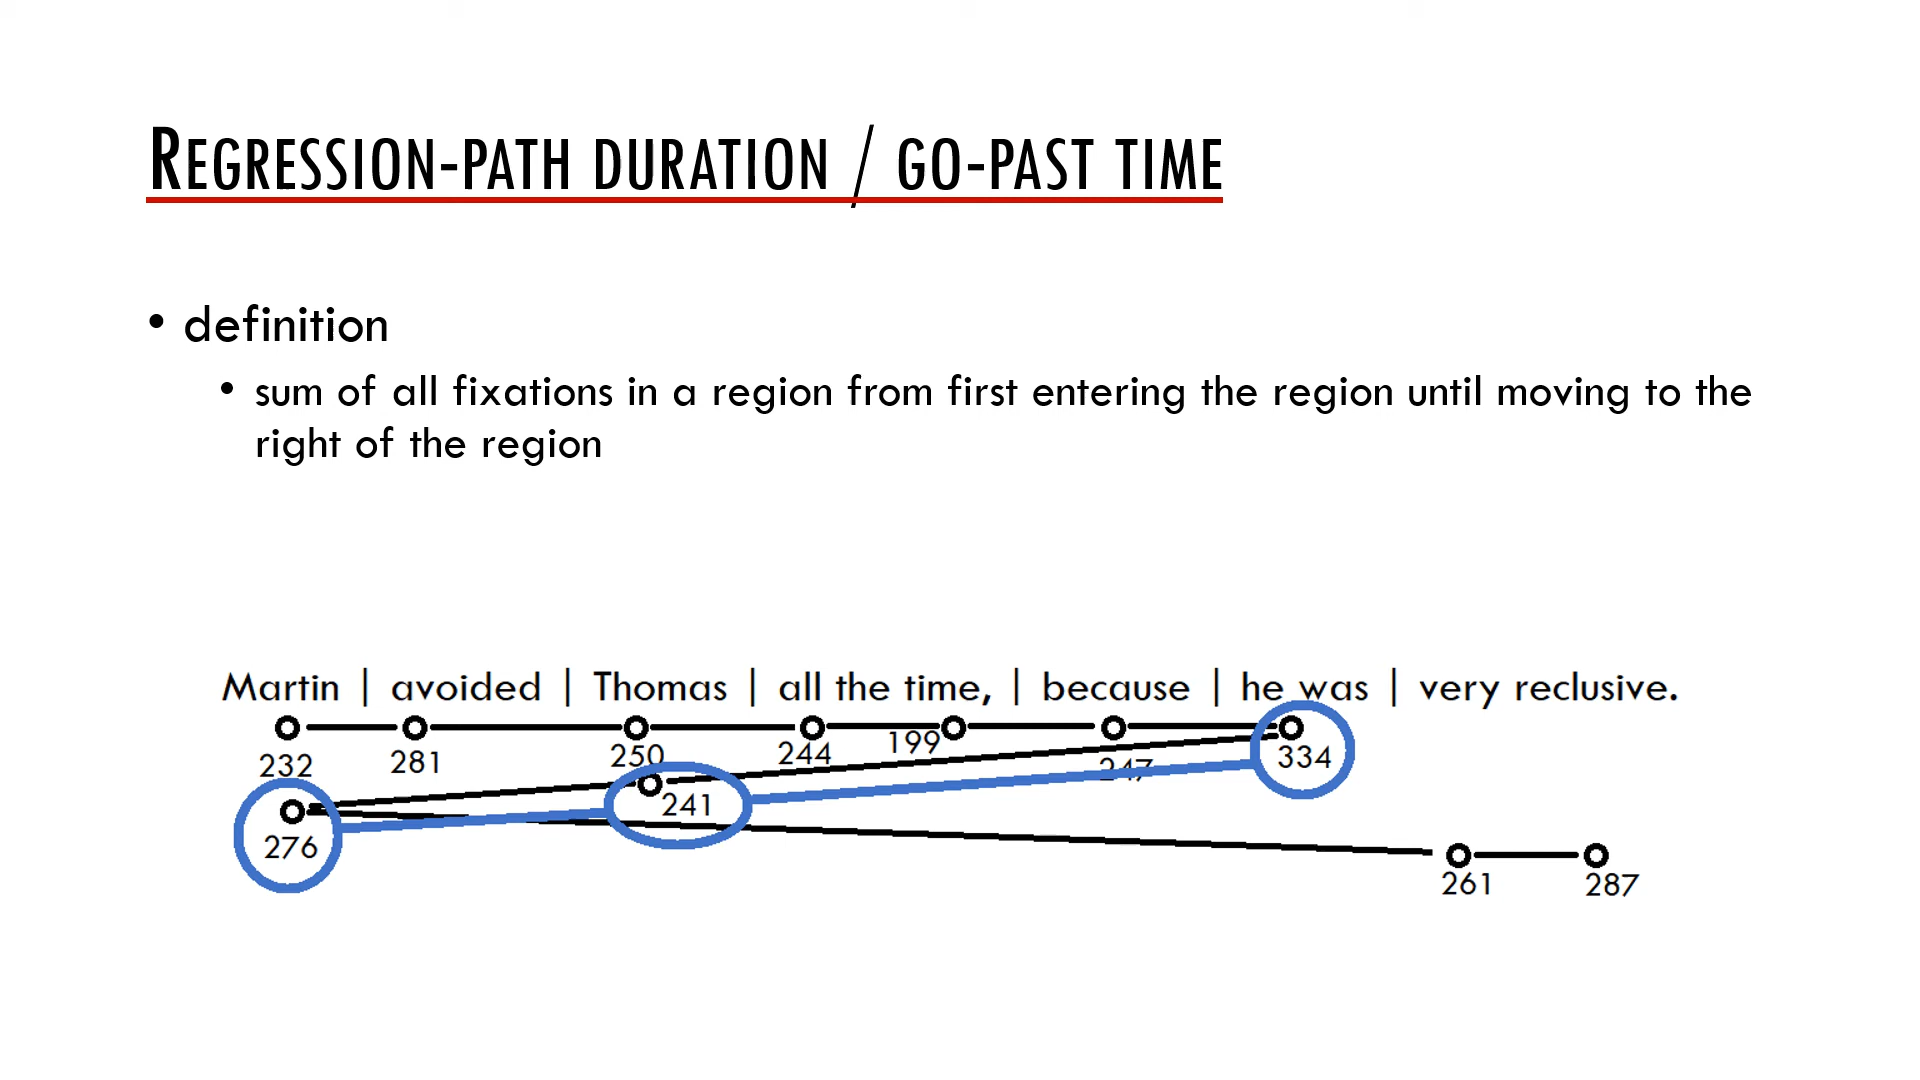 REGRESSION-PATH DURATION / GO-PAST TIME
• definition
• sum of all fixations in a region from first entering the region until moving to the
right of the region
Martin | avoided | Thomas | all the time, | because | he was | very reclusive.
232 281 250 244 199 247 334
276 241
261 287